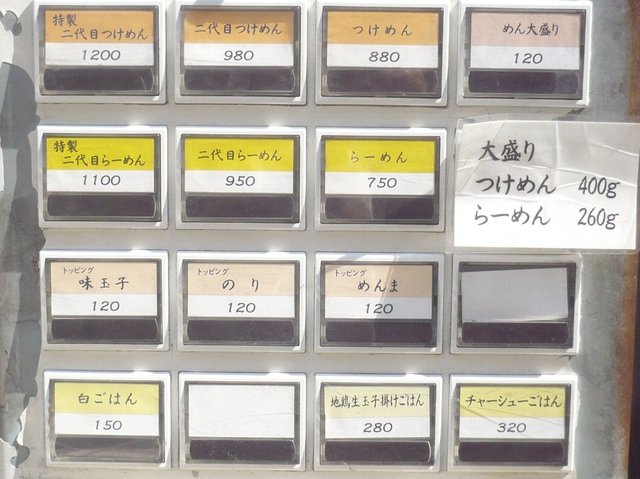 特製
二代目つけめん
1200
二代目つけめん
980
つけめん
880
めん大盛り
120
特製
二代目らーめん
1100
二代目らーめん
950
らーめん
750
大盛り
つけめん 400g
らーめん 260g
トッピング
味玉子
120
トッピング
のり
120
トッピング
めんま
120
白ごはん
150
地鶏生玉子掛けごはん
280
チャーシューごはん
320